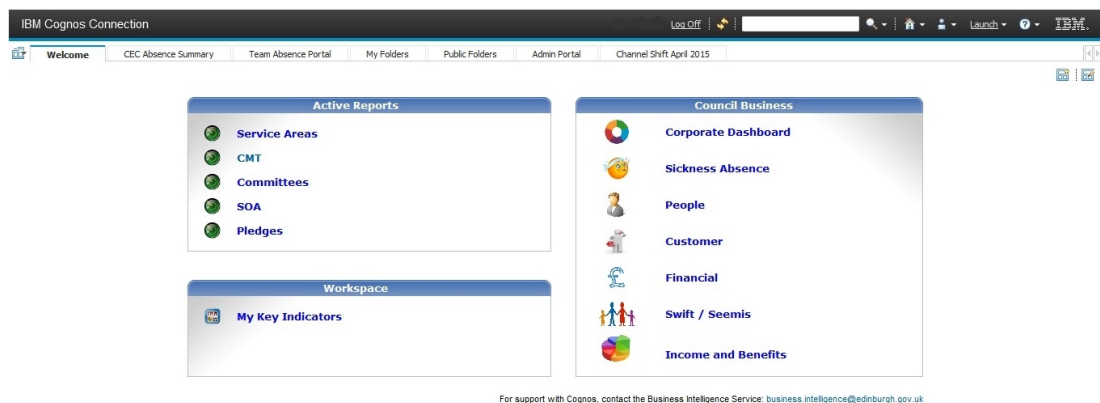 IBM Cognos Connection
Log Off
Launch
IBM.
Welcome
CEC Absence Summary
Team Absence Portal
My Folders
Public Folders
Admin Portal
Channel Shift April 2015
Active Reports
Service Areas
CMT
Committees
SOA
Pledges
Workspace
My Key Indicators
Council Business
Corporate Dashboard
Sickness Absence
People
Customer
Financial
Swift / Seemis
Income and Benefits
For support with Cognos, contact the Business Intelligence Service: business.intelligence@edinburgh.gov.uk